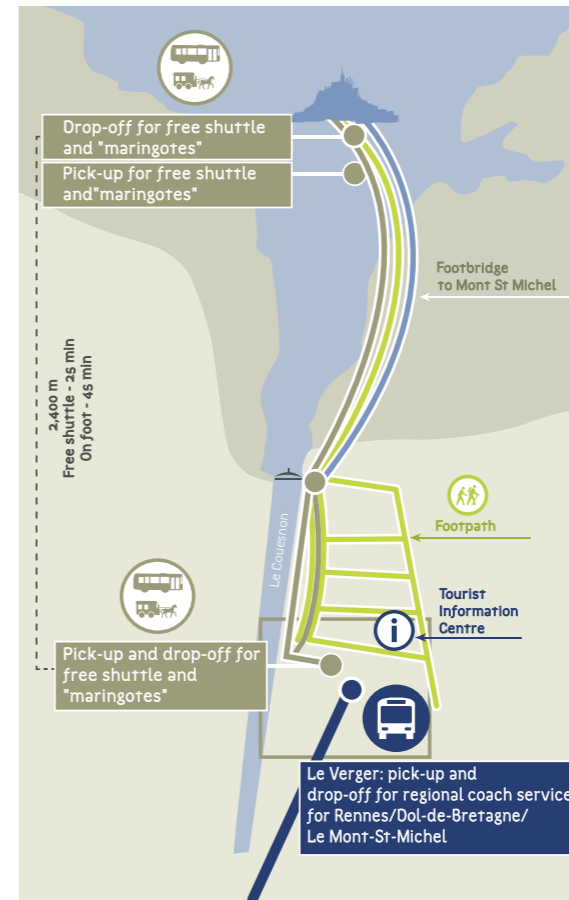 Drop-off for free shuttle
and "maringotes"
Pick-up for free shuttle
and"maringotes"
Footbridge
to Mont St Michel
2,400 m
Free shuttle - 25 min
On foot - 45 min
Le Couesnon
Footpath
Tourist
Information
Centre
i
Pick-up and drop-off for
free shuttle and
"maringotes"
Le Verger: pick-up and
drop-off for regional coach service
for Rennes/Dol-de-Bretagne/
Le Mont-St-Michel